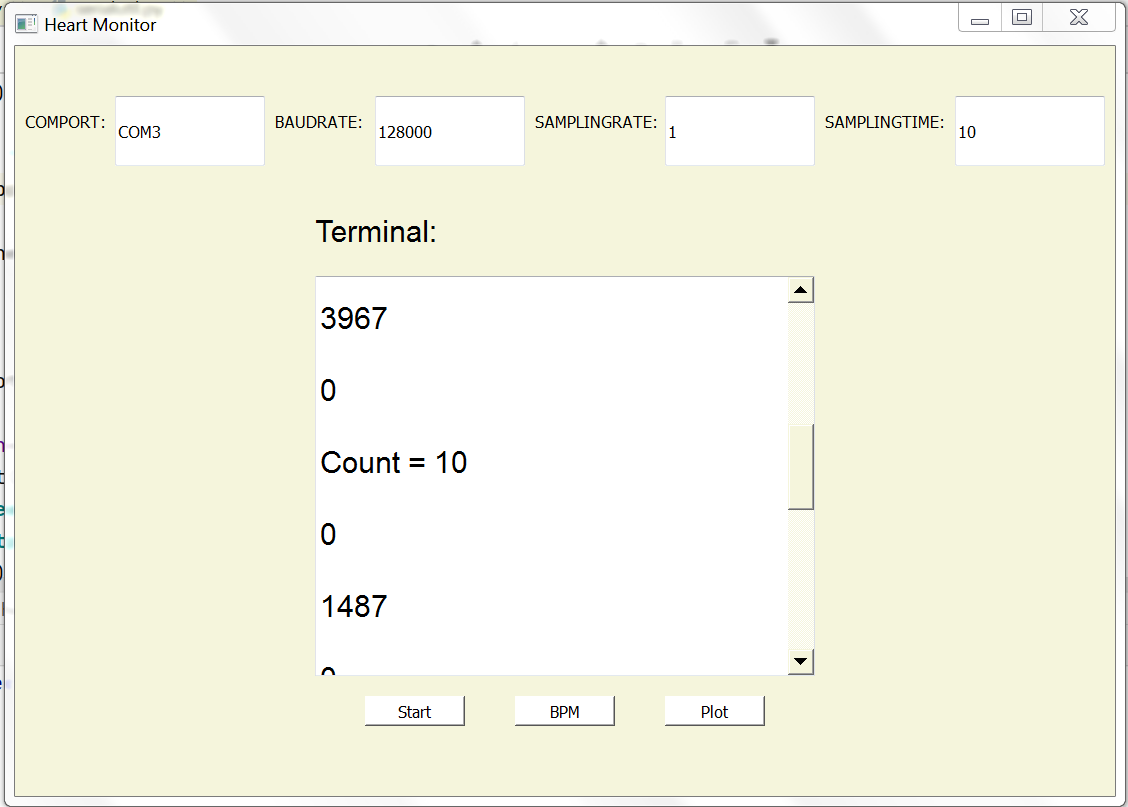 Heart Monitor
COMPORT: COM3 BAUDRATE: 128000 SAMPLINGRATE: 1 SAMPLINGTIME: 10
Terminal:
3967
0
Count = 10
0
1487
Start BPM Plot